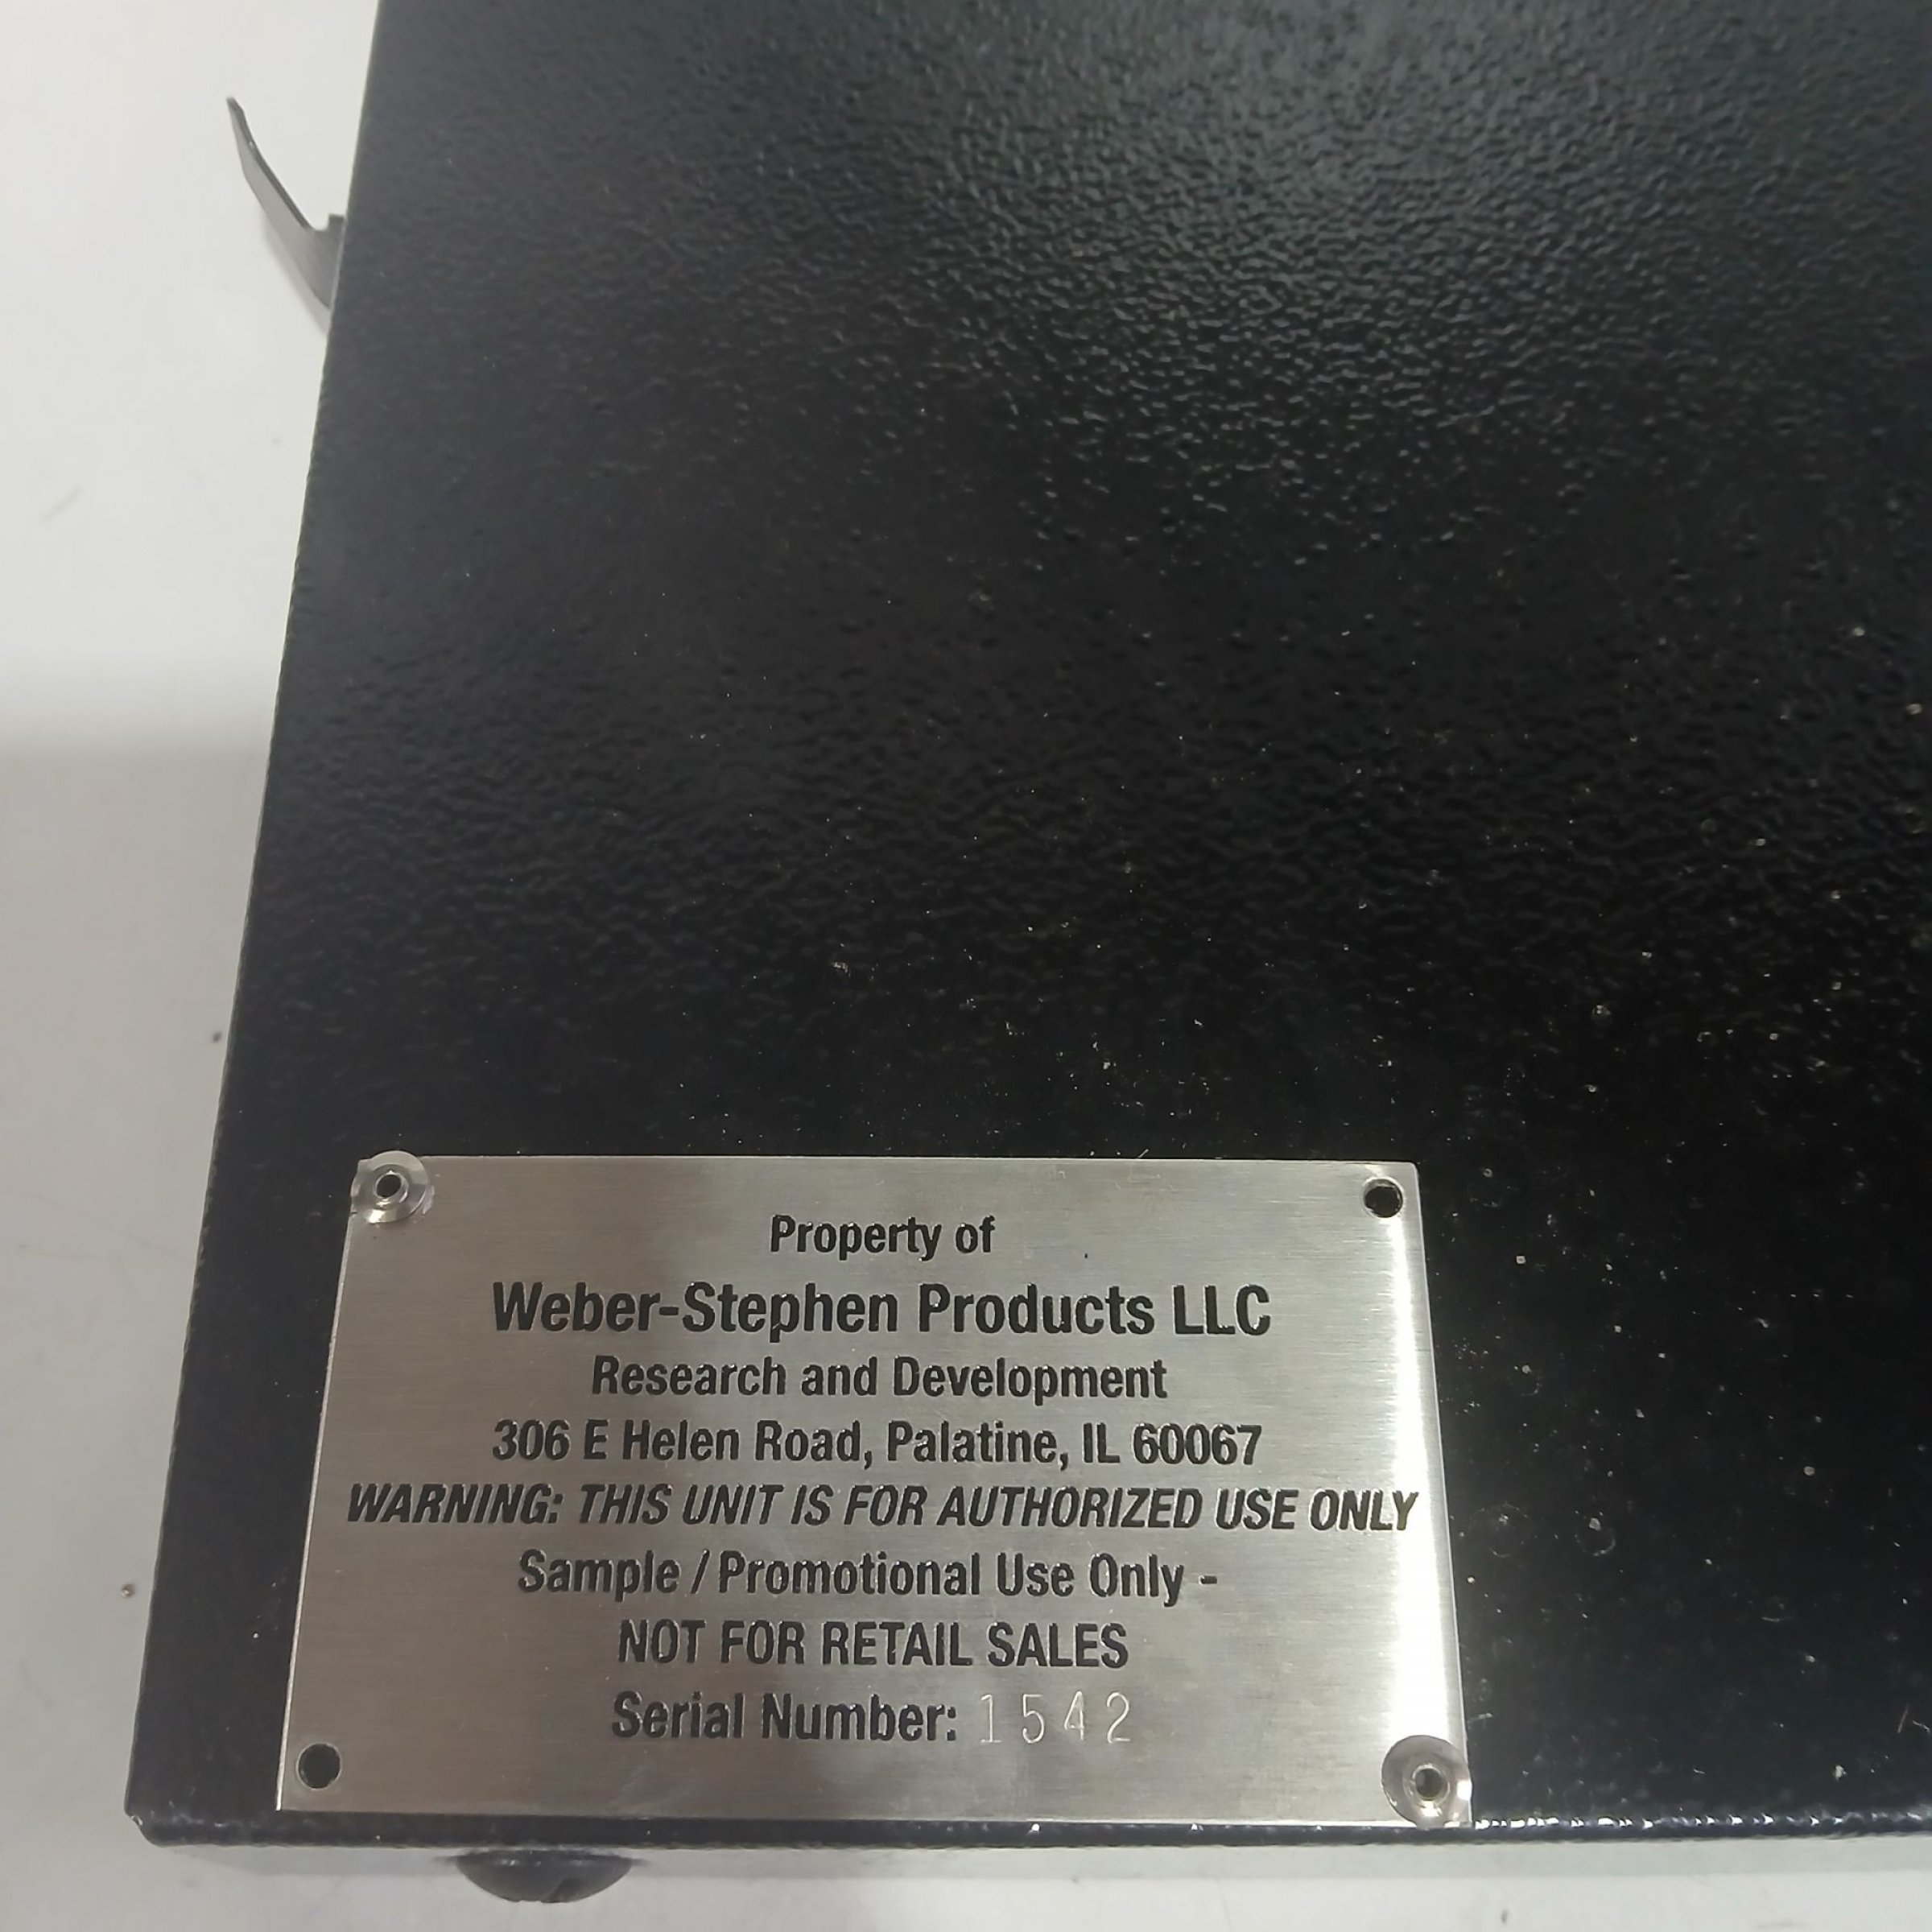 Property of
Weber-Stephen Products LLC
Research and Development
306 E Helen Road, Palatine, IL 60067
WARNING: THIS UNIT IS FOR AUTHORIZED USE ONLY
Sample / Promotional Use Only -
NOT FOR RETAIL SALES
Serial Number: 1542